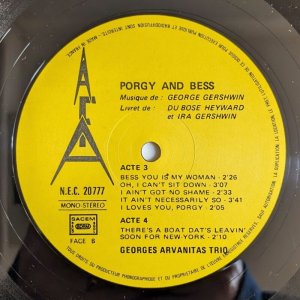 PORGY AND BESS
Musique de : GEORGE GERSHWIN
Livret de : DU BOSE HEYWARD
et IRA GERSHWIN
AFA
N.E.C. 20777
MONO-STEREO
SACEM
FACE B
ACTE 3
BESS YOU IS MY WOMAN - 2'26
OH, I CAN'T SIT DOWN - 3'07
I AIN'T GOT NO SHAME - 2'33
IT AIN'T NECESSARILY SO - 3'41
I LOVES YOU, PORGY - 2'05
ACTE 4
THERE'S A BOAT DAT'S LEAVIN'
SOON FOR NEW YORK - 2'10
GEORGES ARVANITAS TRIO